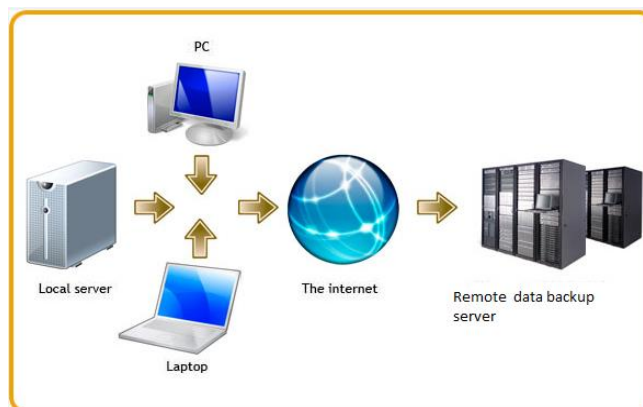 PC
Local server
The internet
Remote data backup
server
Laptop